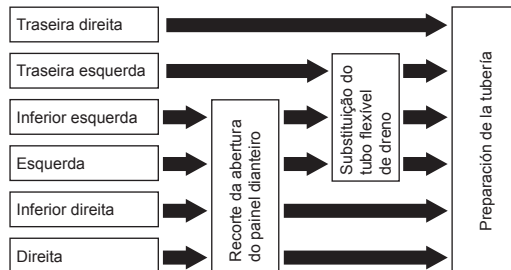 Traseira direita
Traseira esquerda
Inferior esquerda
Esquerda
Inferior direita
Direita
Recorte da abertura
do painel dianteiro
Substituição do
tubo flexível
de dreno
Preparación de la tubería